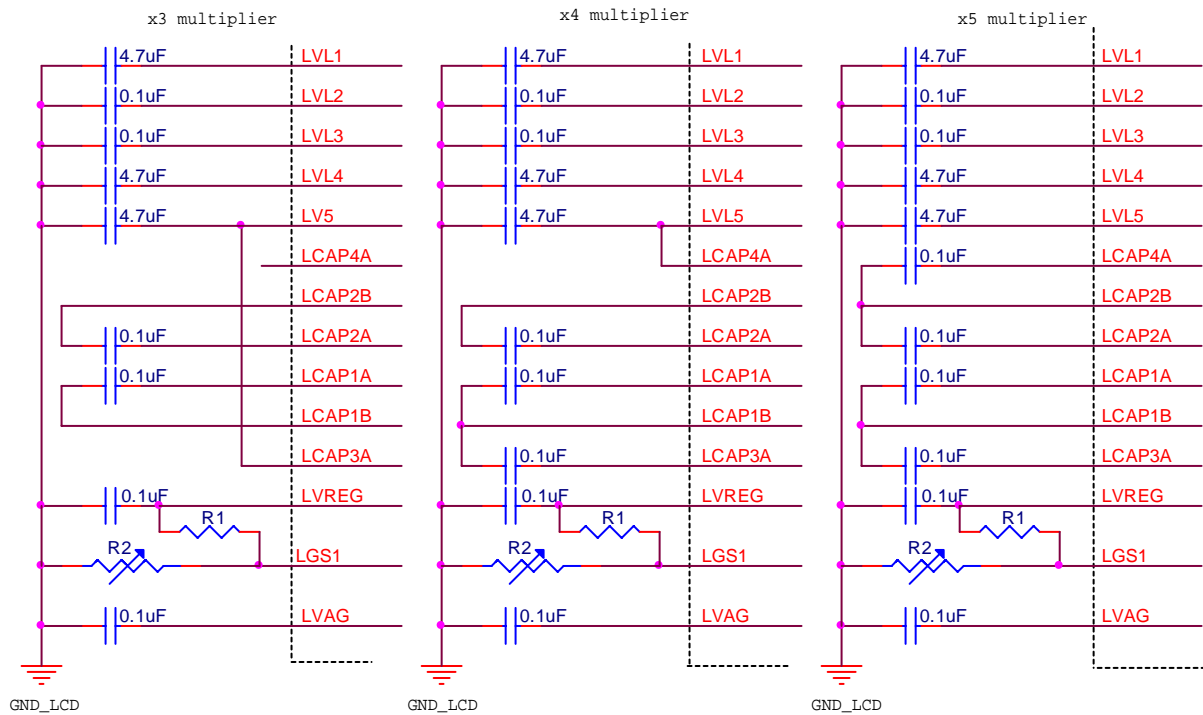 x3 multiplier
4.7uF LVL1
0.1uF LVL2
0.1uF LVL3
4.7uF LVL4
4.7uF LV5
LCAP4A
LCAP2B
0.1uF LCAP2A
0.1uF LCAP1A
LCAP1B
LCAP3A
0.1uF LVREG
R1
R2 LGS1
0.1uF LVAG
GND_LCD
x4 multiplier
4.7uF LVL1
0.1uF LVL2
0.1uF LVL3
4.7uF LVL4
4.7uF LVL5
LCAP4A
LCAP2B
0.1uF LCAP2A
0.1uF LCAP1A
LCAP1B
0.1uF LCAP3A
0.1uF LVREG
R1
R2 LGS1
0.1uF LVAG
GND_LCD
x5 multiplier
4.7uF LVL1
0.1uF LVL2
0.1uF LVL3
4.7uF LVL4
4.7uF LVL5
0.1uF LCAP4A
LCAP2B
0.1uF LCAP2A
0.1uF LCAP1A
LCAP1B
0.1uF LCAP3A
0.1uF LVREG
R1
R2 LGS1
0.1uF LVAG
GND_LCD